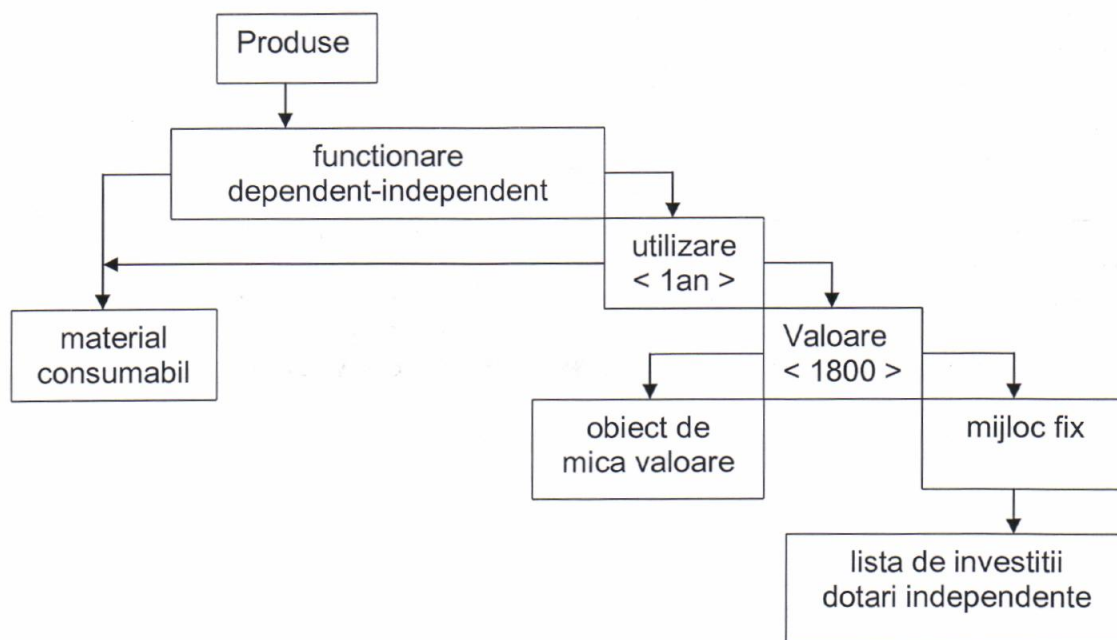 Produse
functionare
dependent-independent
utilizare
< 1an >
material
consumabil
Valoare
< 1800 >
obiect de
mica valoare
mijloc fix
lista de investitii
dotari independente